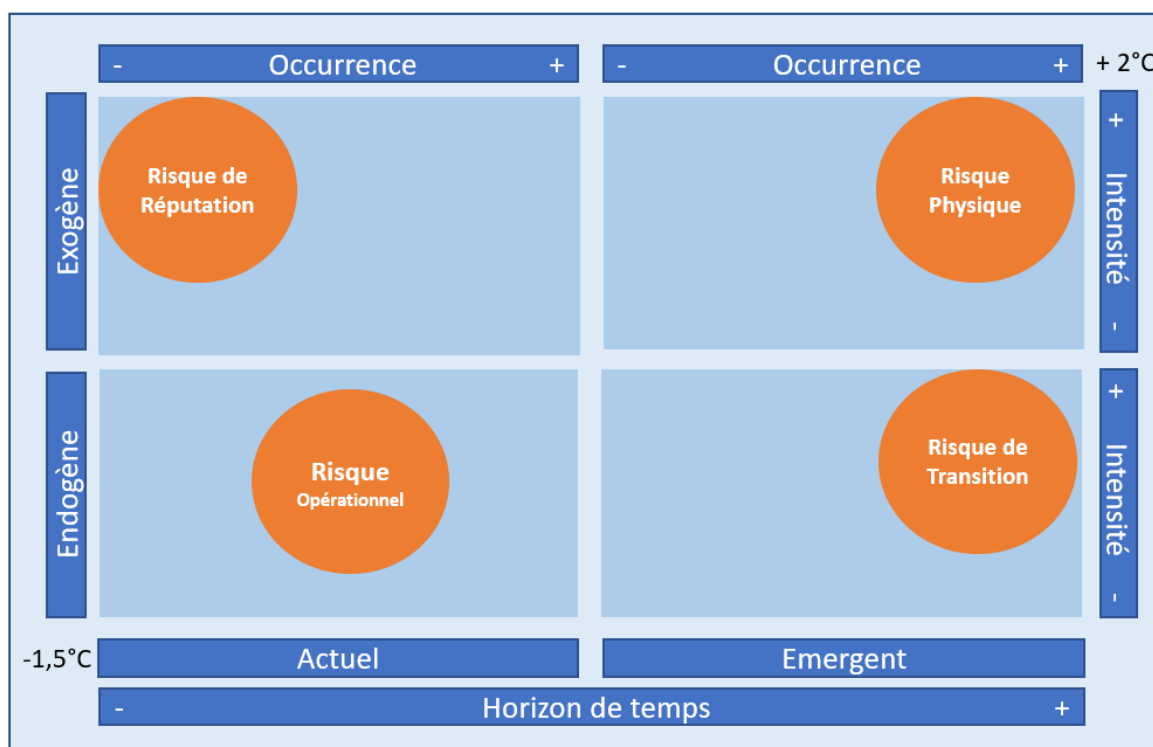 - Occurrence +
- Occurrence +
+ 2°C
Exogène
Risque de
Réputation
Risque
Physique
+ Intensité -
Endogène
Risque
Opérationnel
Risque de
Transition
+ Intensité -
-1,5°C
Actuel
Emergent
- Horizon de temps +